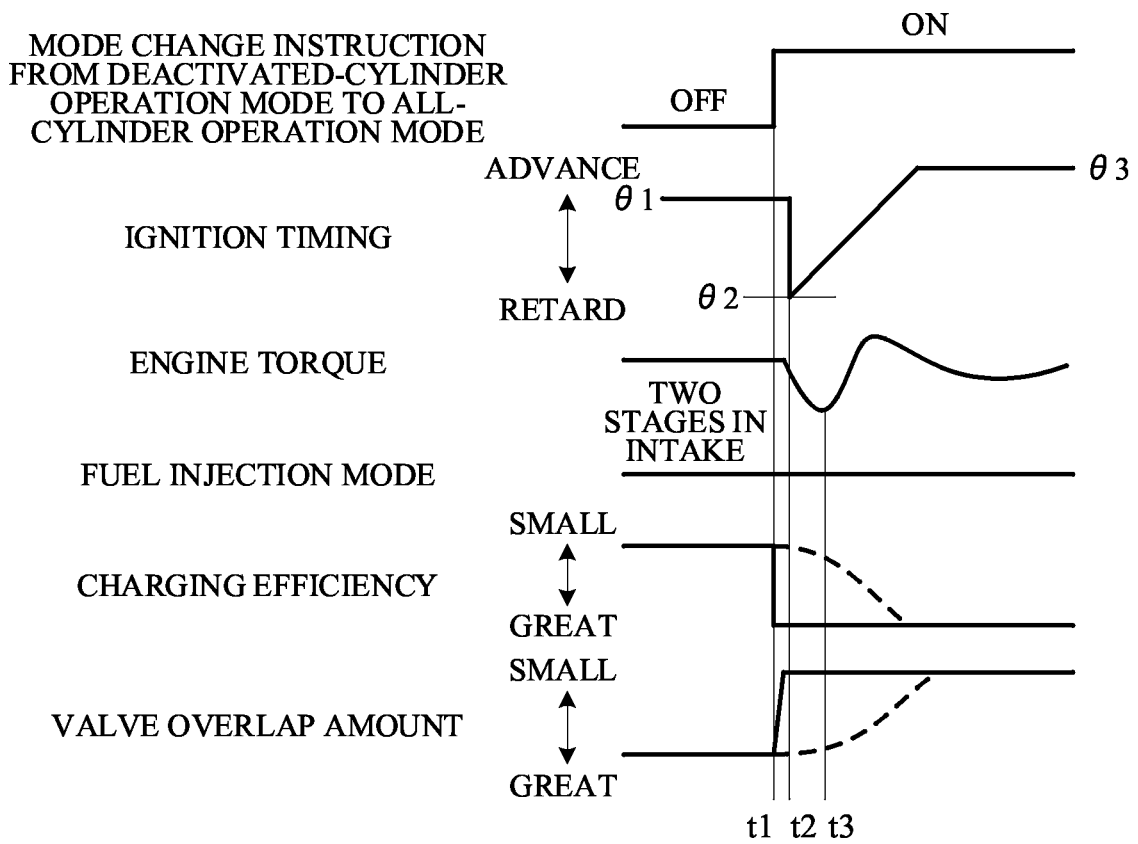 MODE CHANGE INSTRUCTION
FROM DEACTIVATED-CYLINDER
OPERATION MODE TO ALL-
CYLINDER OPERATION MODE
OFF
ON
IGNITION TIMING
ADVANCE
RETARD
θ1
θ2
θ3
ENGINE TORQUE
FUEL INJECTION MODE
TWO
STAGES IN
INTAKE
CHARGING EFFICIENCY
SMALL
GREAT
VALVE OVERLAP AMOUNT
SMALL
GREAT
t1 t2 t3